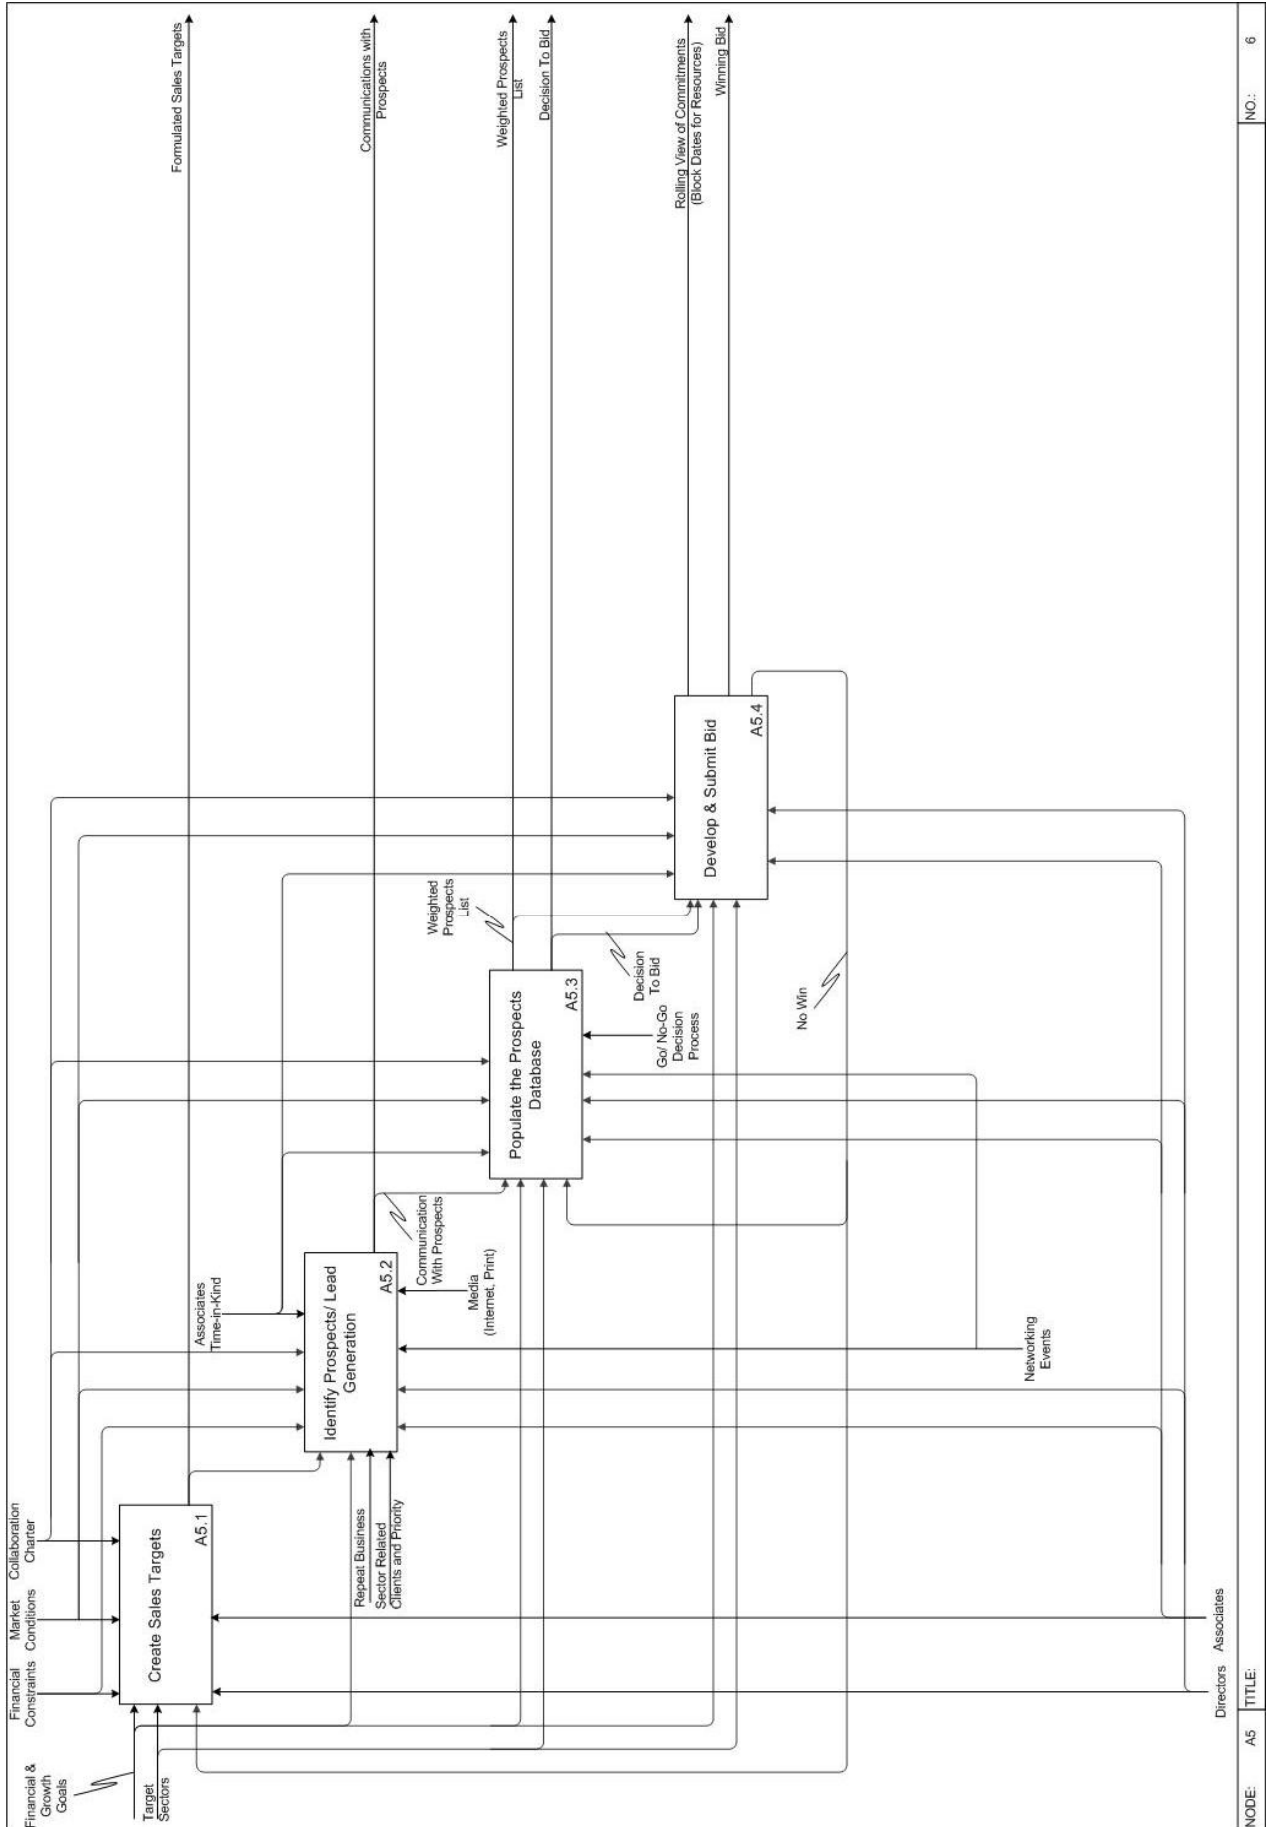 Financial &
Growth
Goals
Financial
Constraints
Market
Conditions
Collaboration
Charter
Target
Sectors
Create Sales Targets
A5.1
Formulated Sales Targets
Associates
Time-in-Kind
Repeat Business
Sector Related
Clients and Priority
Identify Prospects/ Lead
Generation
A5.2
Communications with
Prospects
Communication
With Prospects
Media
(Internet, Print)
Populate the Prospects
Database
A5.3
Weighted
Prospects
List
Weighted Prospects
List
Decision To Bid
Decision
To Bid
Go/ No-Go
Decision
Process
Develop & Submit Bid
A5.4
Rolling View of Commitments
(Block Dates for Resources)
Winning Bid
No Win
Networking
Events
Directors
Associates
NODE:
A5
TITLE:
NO.:
6